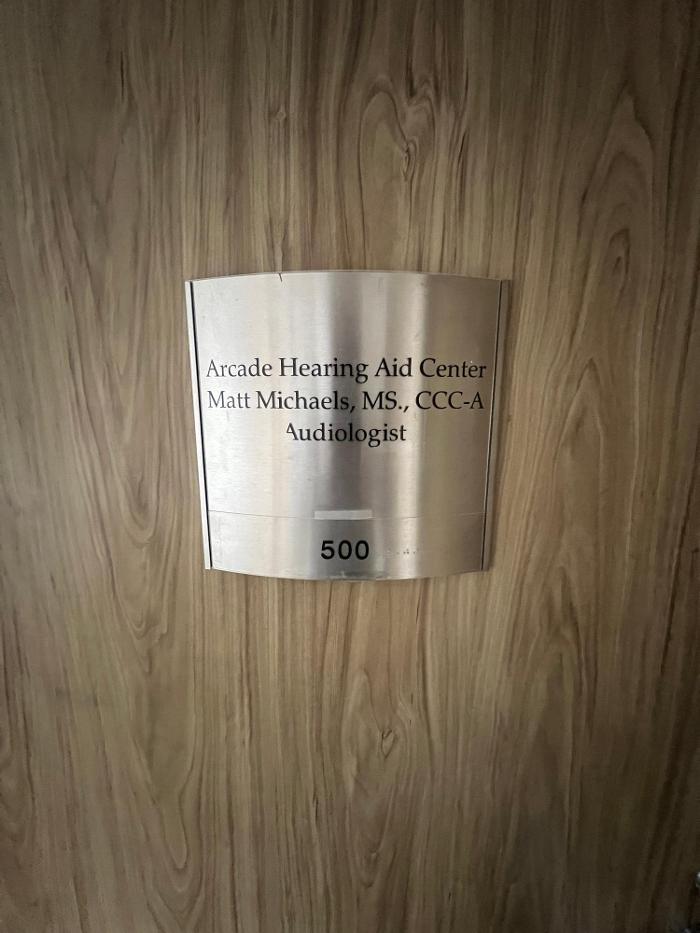 Arcade Hearing Aid Center
Matt Michaels, MS., CCC-A
Audiologist
500